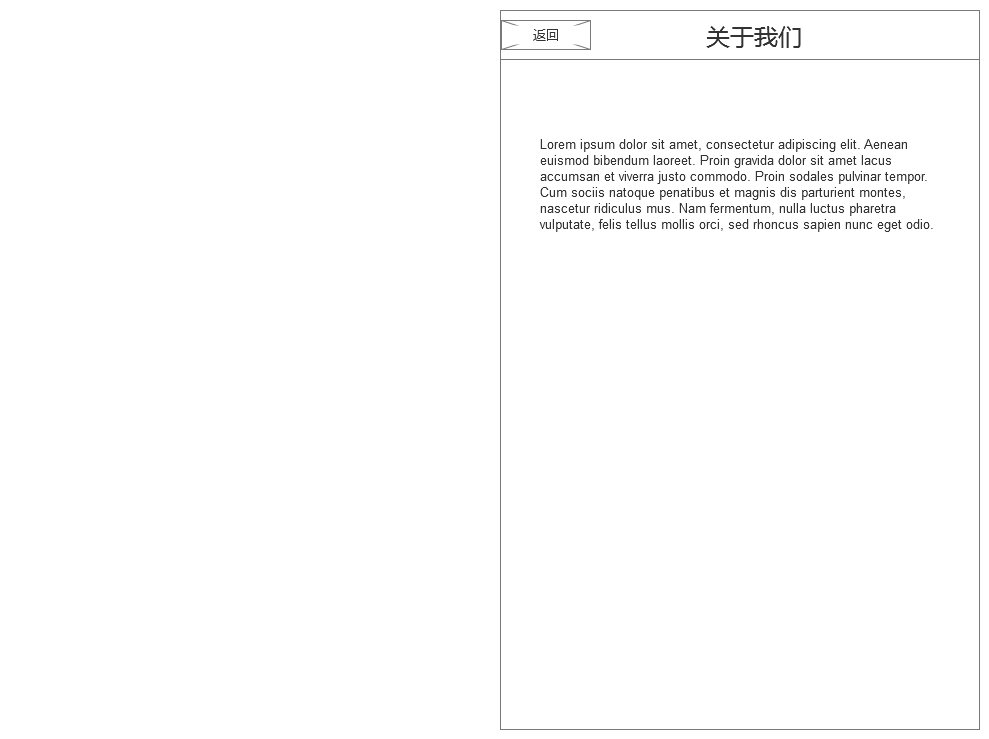 返回
关于我们
Lorem ipsum dolor sit amet, consectetur adipiscing elit. Aenean
euismod bibendum laoreet. Proin gravida dolor sit amet lacus
accumsan et viverra justo commodo. Proin sodales pulvinar tempor.
Cum sociis natoque penatibus et magnis dis parturient montes,
nascetur ridiculus mus. Nam fermentum, nulla luctus pharetra
vulputate, felis tellus mollis orci, sed rhoncus sapien nunc eget odio.